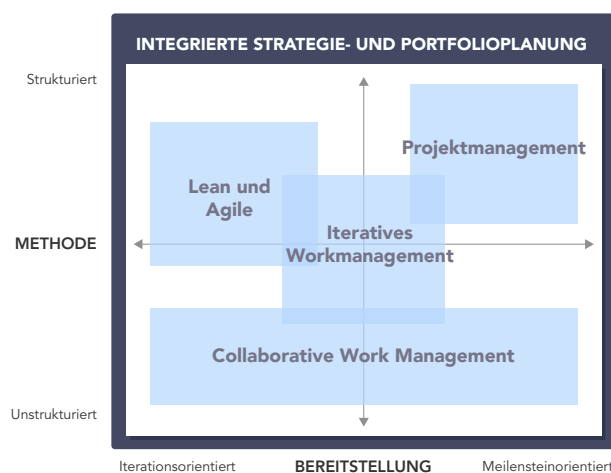 INTEGRIERTE STRATEGIE- UND PORTFOLIOPLANUNG
Strukturiert
Projektmanagement
Lean und
Agile
Iteratives
Workmanagement
METHODE
Collaborative Work Management
Unstrukturiert
Iterationsorientiert
BEREITSTELLUNG
Meilensteinorientiert